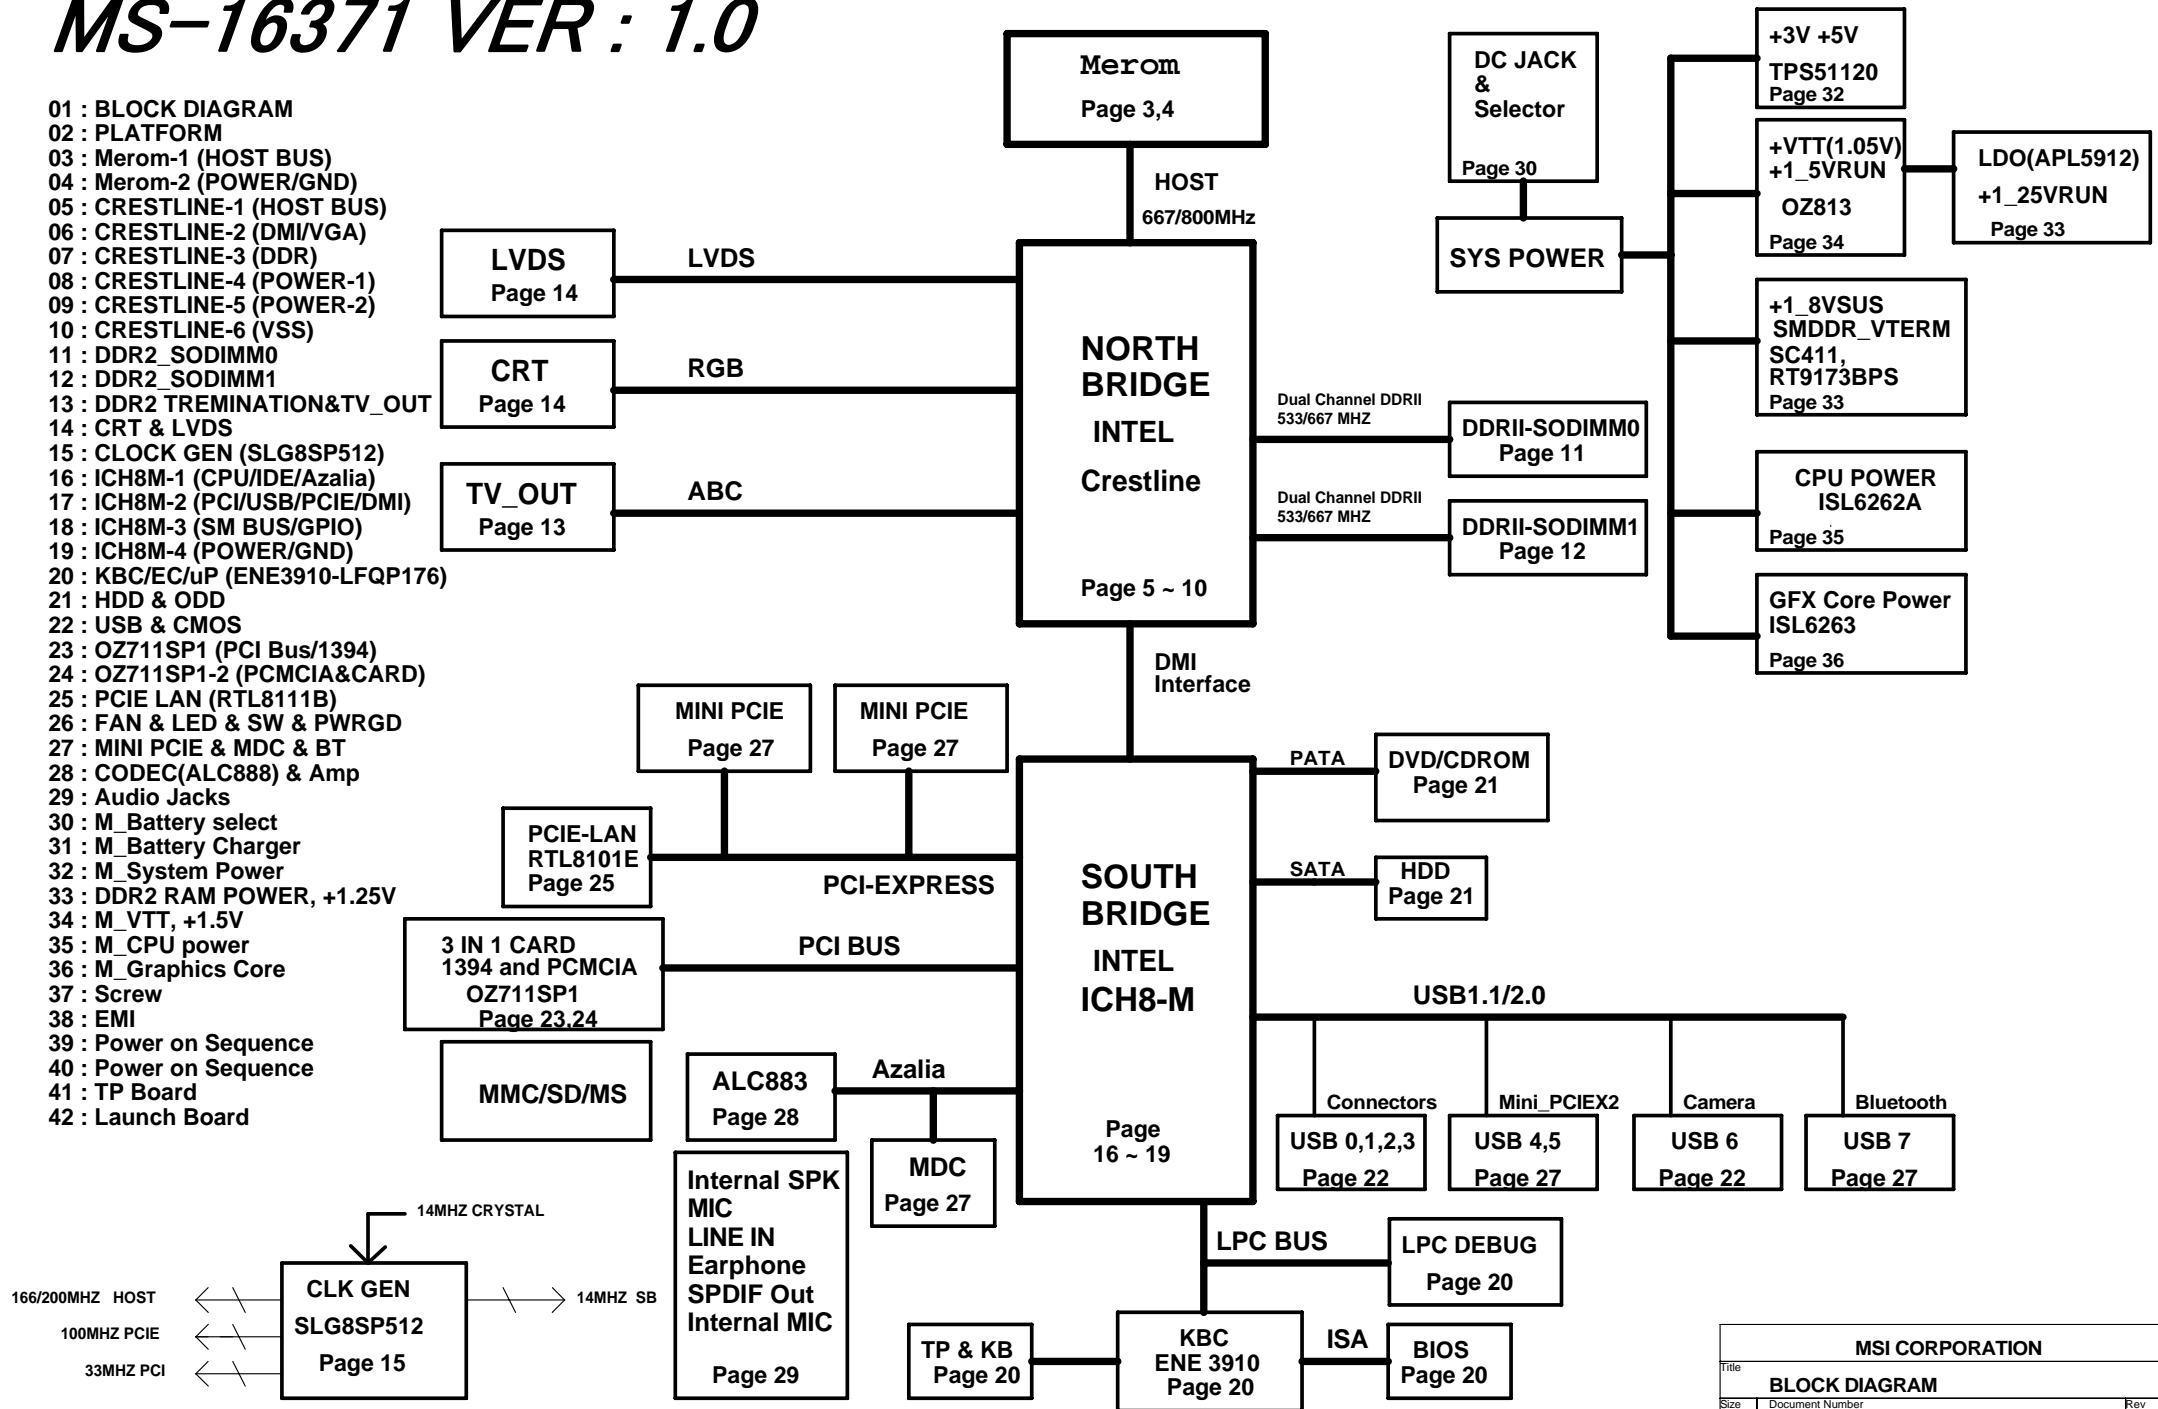 MS-16371 VER : 1.0
01 : BLOCK DIAGRAM
02 : PLATFORM
03 : Merom-1 (HOST BUS)
04 : Merom-2 (POWER/GND)
05 : CRESTLINE-1 (HOST BUS)
06 : CRESTLINE-2 (DMI/VGA)
07 : CRESTLINE-3 (DDR)
08 : CRESTLINE-4 (POWER-1)
09 : CRESTLINE-5 (POWER-2)
10 : CRESTLINE-6 (VSS)
11 : DDR2_SODIMM0
12 : DDR2_SODIMM1
13 : DDR2 TREMINATION&TV_OUT
14 : CRT & LVDS
15 : CLOCK GEN (SLG8SP512)
16 : ICH8M-1 (CPU/IDE/Azalia)
17 : ICH8M-2 (PCI/USB/PCIE/DMI)
18 : ICH8M-3 (SM BUS/GPIO)
19 : ICH8M-4 (POWER/GND)
20 : KBC/EC/uP (ENE3910-LFQP176)
21 : HDD & ODD
22 : USB & CMOS
23 : OZ711SP1 (PCI Bus/1394)
24 : OZ711SP1-2 (PCMCIA&CARD)
25 : PCIE LAN (RTL8111B)
26 : FAN & LED & SW & PWRGD
27 : MINI PCIE & MDC & BT
28 : CODEC(ALC888) & Amp
29 : Audio Jacks
30 : M_Battery select
31 : M_Battery Charger
32 : M_System Power
33 : DDR2 RAM POWER, +1.25V
34 : M_VTT, +1.5V
35 : M_CPU power
36 : M_Graphics Core
37 : Screw
38 : EMI
39 : Power on Sequence
40 : Power on Sequence
41 : TP Board
42 : Launch Board
Merom
Page 3,4
HOST
667/800MHz
LVDS
Page 14
LVDS
CRT
Page 14
RGB
TV_OUT
Page 13
ABC
NORTH
BRIDGE
INTEL
Crestline
Page 5 ~ 10
Dual Channel DDRII
533/667 MHZ
DDRII-SODIMM0
Page 11
Dual Channel DDRII
533/667 MHZ
DDRII-SODIMM1
Page 12
DC JACK
&
Selector
Page 30
SYS POWER
+3V +5V
TPS51120
Page 32
+VTT(1.05V)
+1_5VRUN
OZ813
Page 34
LDO(APL5912)
+1_25VRUN
Page 33
+1_8VSUS
SMDDR_VTERM
SC411,
RT9173BPS
Page 33
CPU POWER
ISL6262A
Page 35
GFX Core Power
ISL6263
Page 36
DMI
Interface
MINI PCIE
Page 27
MINI PCIE
Page 27
PCIE-LAN
RTL8101E
Page 25
PCI-EXPRESS
3 IN 1 CARD
1394 and PCMCIA
OZ711SP1
Page 23,24
PCI BUS
MMC/SD/MS
ALC883
Page 28
Azalia
MDC
Page 27
Internal SPK
MIC
LINE IN
Earphone
SPDIF Out
Internal MIC
Page 29
SOUTH
BRIDGE
INTEL
ICH8-M
Page
16 ~ 19
PATA
DVD/CDROM
Page 21
SATA
HDD
Page 21
USB1.1/2.0
Connectors
USB 0,1,2,3
Page 22
Mini_PCIEX2
USB 4,5
Page 27
Camera
USB 6
Page 22
Bluetooth
USB 7
Page 27
LPC BUS
LPC DEBUG
Page 20
TP & KB
Page 20
KBC
ENE 3910
Page 20
ISA
BIOS
Page 20
14MHZ CRYSTAL
CLK GEN
SLG8SP512
Page 15
166/200MHZ HOST
100MHZ PCIE
33MHZ PCI
14MHZ SB
MSI CORPORATION
Title
BLOCK DIAGRAM
Size Document Number Rev